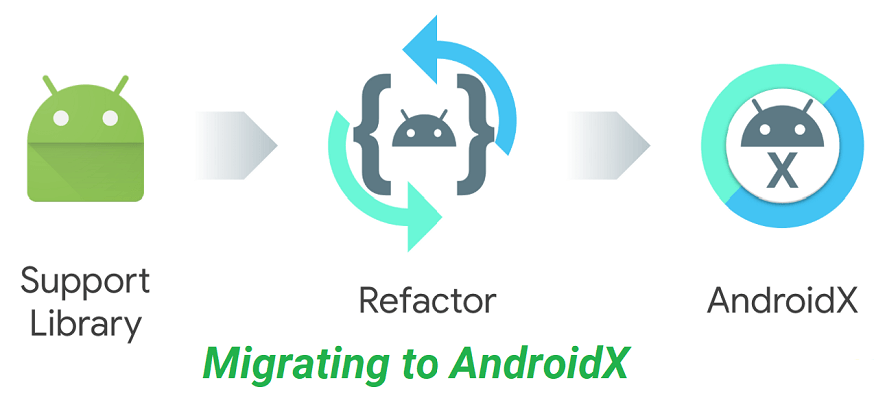 Support
Library
Refactor
AndroidX
X
Migrating to AndroidX